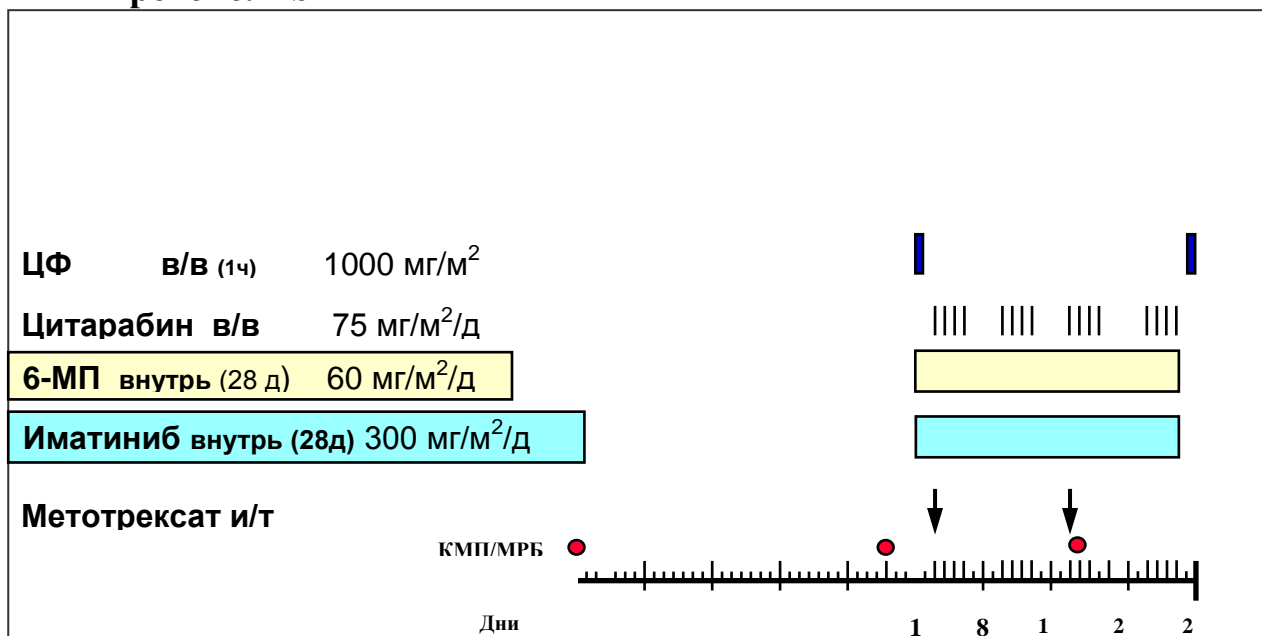 ЦФ в/в (1ч) 1000 мг/м²
Цитарабин в/в 75 мг/м²/д
6-МП внутрь (28 д) 60 мг/м²/д
Иматиниб внутрь (28д) 300 мг/м²/д
Метотрексат и/т
КМП/МРБ
Дни 1 8 1 2 2